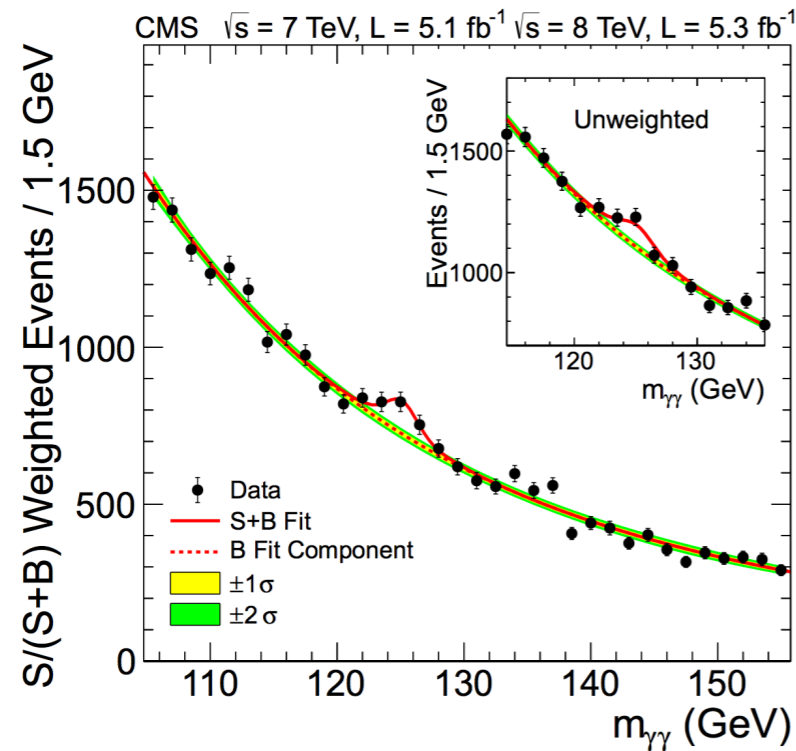 CMS √s = 7 TeV, L = 5.1 fb⁻¹ √s = 8 TeV, L = 5.3 fb⁻¹
S/(S+B) Weighted Events / 1.5 GeV
1500
1000
500
0
110 120 130 140 150
mγγ (GeV)
Data
S+B Fit
B Fit Component
±1σ
±2 σ
Unweighted
Events / 1.5 GeV
1500
1000
120 130
mγγ (GeV)